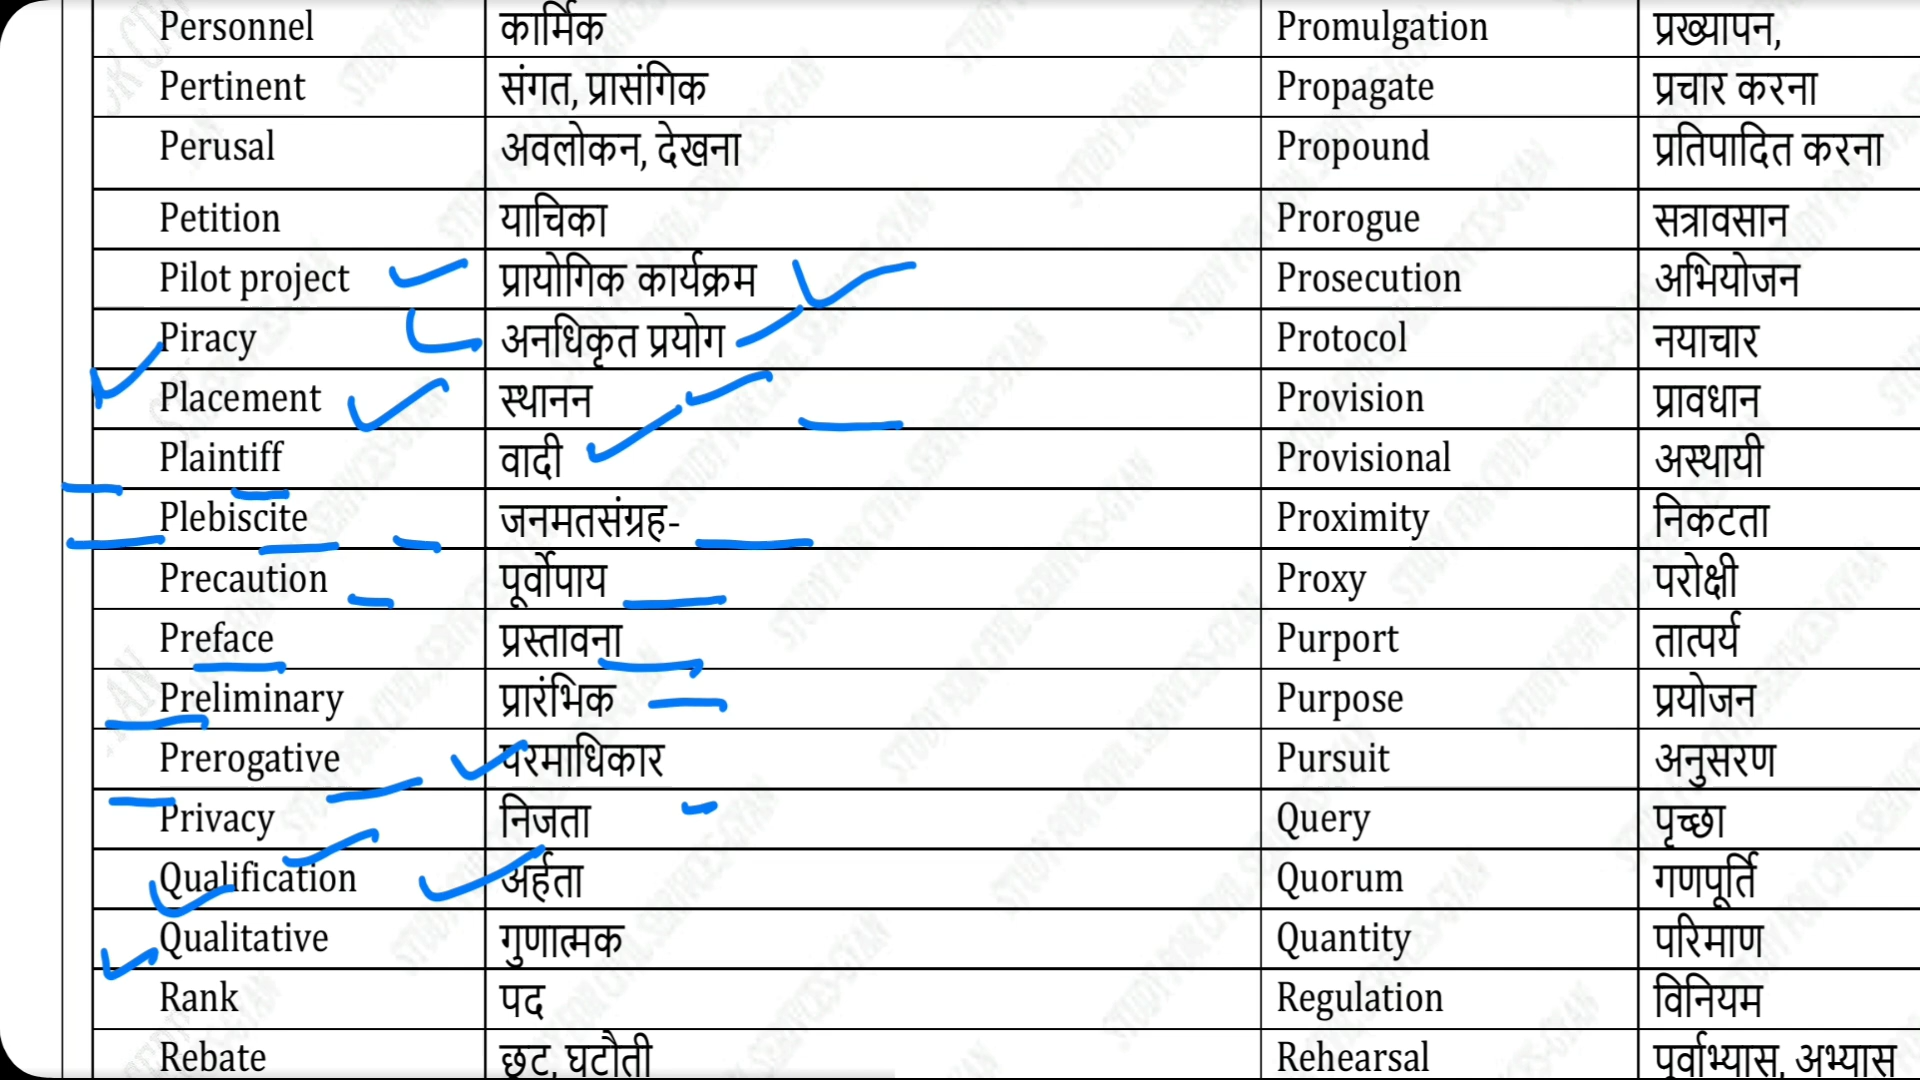 Personnel कार्मिक Promulgation प्रख्यापन,
Pertinent संगत, प्रासंगिक Propagate प्रचार करना
Perusal अवलोकन, देखना Propound प्रतिपादित करना
Petition याचिका Prorogue सत्रावसान
Pilot project प्रायोगिक कार्यक्रम Prosecution अभियोजन
Piracy अनधिकृत प्रयोग Protocol नयाचार
Placement स्थानन Provision प्रावधान
Plaintiff वादी Provisional अस्थायी
Plebiscite जनमतसंग्रह- Proximity निकटता
Precaution पूर्वोपाय Proxy परोक्षी
Preface प्रस्तावना Purport तात्पर्य
Preliminary प्रारंभिक Purpose प्रयोजन
Prerogative परमाधिकार Pursuit अनुसरण
Privacy निजता Query पृच्छा
Qualification अर्हता Quorum गणपूर्ति
Qualitative गुणात्मक Quantity परिमाण
Rank पद Regulation विनियम
Rebate छूट, घटौती Rehearsal पूर्वाभ्यास, अभ्यास